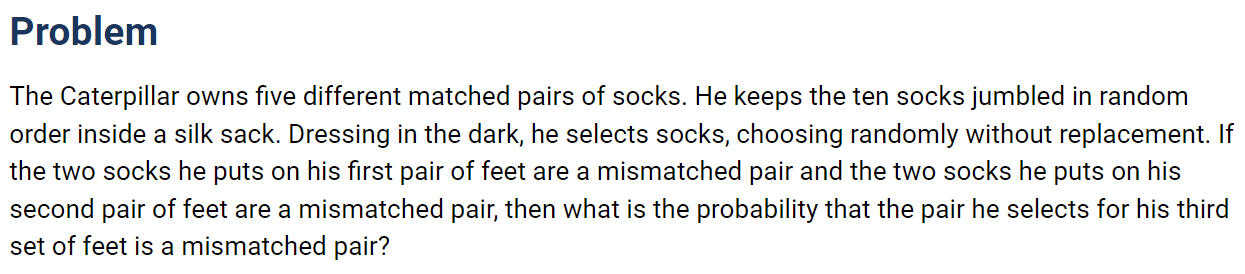 Problem
The Caterpillar owns five different matched pairs of socks. He keeps the ten socks jumbled in random
order inside a silk sack. Dressing in the dark, he selects socks, choosing randomly without replacement. If
the two socks he puts on his first pair of feet are a mismatched pair and the two socks he puts on his
second pair of feet are a mismatched pair, then what is the probability that the pair he selects for his third
set of feet is a mismatched pair?